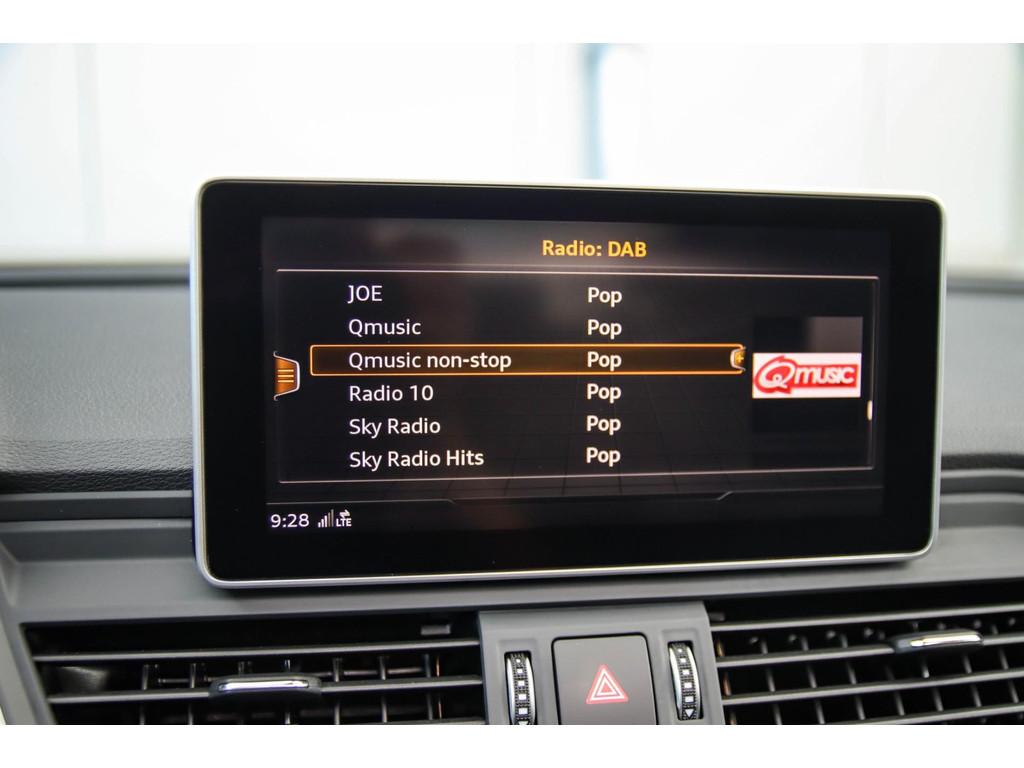 Radio: DAB
JOE Pop
Qmusic Pop
Qmusic non-stop Pop
Qmusic
Radio 10 Pop
Sky Radio Pop
Sky Radio Hits Pop
9:28 LTE